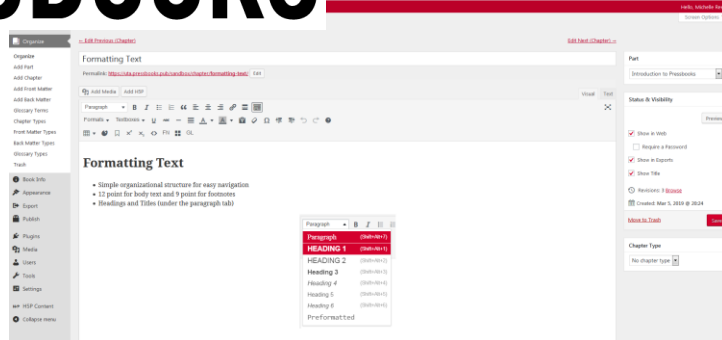 Hello, Michelle Ree
Screen Options
Organize
Organize
Add Part
Add Chapter
Add Front Matter
Add Back Matter
Glossary Terms
Chapter Types
Front Matter Types
Back Matter Types
Glossary Types
Trash
Book Info
Appearance
Export
Publish
Plugins
Media
Users
Tools
Settings
H5P Content
Collapse menu
← Edit Previous (Chapter)
Edit Next (Chapter) →
Formatting Text
Permalink: https://uta.pressbooks.pub/sandbox/chapter/formatting-text/ Edit
Add Media Add H5P
Visual Text
Paragraph
Formats Textboxes
FN GL
Formatting Text
• Simple organizational structure for easy navigation
• 12 point for body text and 9 point for footnotes
• Headings and Titles (under the paragraph tab)
Paragraph B I
Paragraph (Shift+Alt+7)
HEADING 1 (Shift+Alt+1)
HEADING 2 (Shift+Alt+2)
Heading 3 (Shift+Alt+3)
Heading 4 (Shift+Alt+4)
Heading 5 (Shift+Alt+5)
Heading 6 (Shift+Alt+6)
Preformatted
Part
Introduction to Pressbooks
Status & Visibility
Preview
Show in Web
Require a Password
Show in Exports
Show Title
Revisions: 3 Browse
Created: Mar 5, 2019 @ 20:24
Move to Trash
Save
Chapter Type
No chapter type